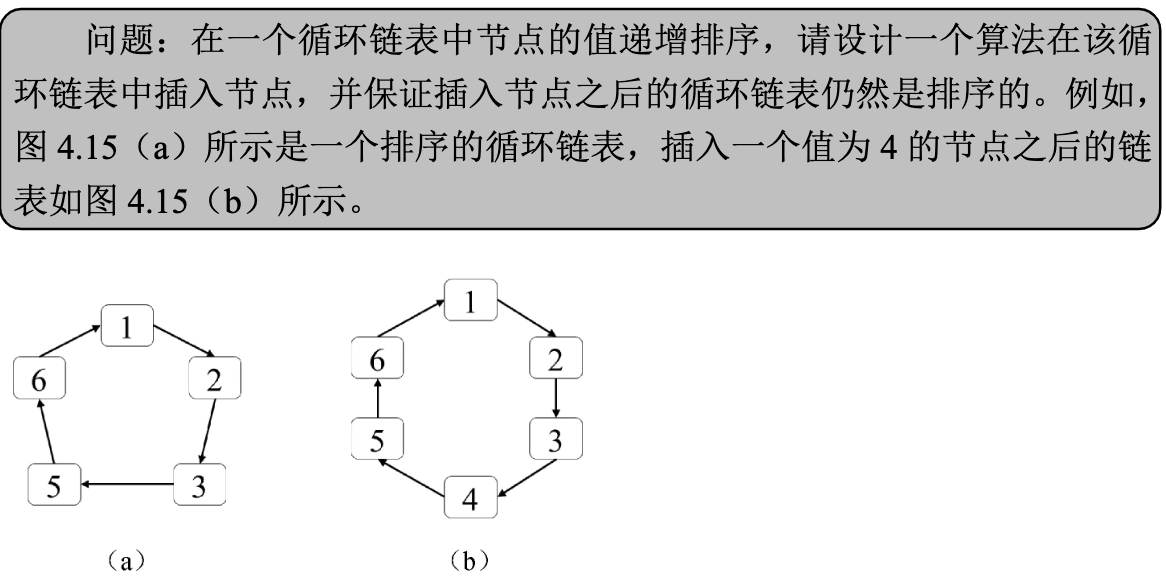 问题：在一个循环链表中节点的值递增排序，请设计一个算法在该循
环链表中插入节点，并保证插入节点之后的循环链表仍然是排序的。例如，
图 4.15（a）所示是一个排序的循环链表，插入一个值为 4 的节点之后的链
表如图 4.15（b）所示。
1
6
2
5
3
1
6
2
5
3
4
（a）
（b）